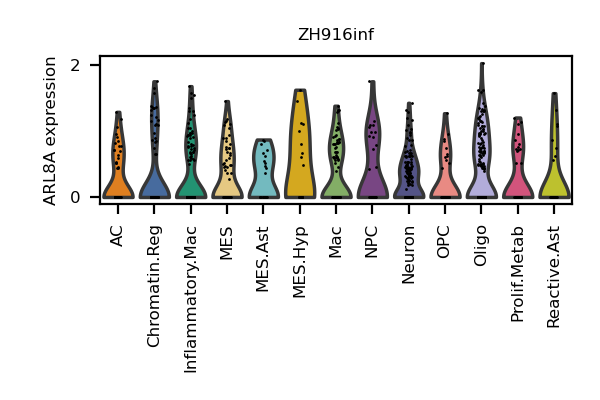 ZH916inf
ARL8A expression
2
0
AC
Chromatin.Reg
Inflammatory.Mac
MES
MES.Ast
MES.Hyp
Mac
NPC
Neuron
OPC
Oligo
Prolif.Metab
Reactive.Ast